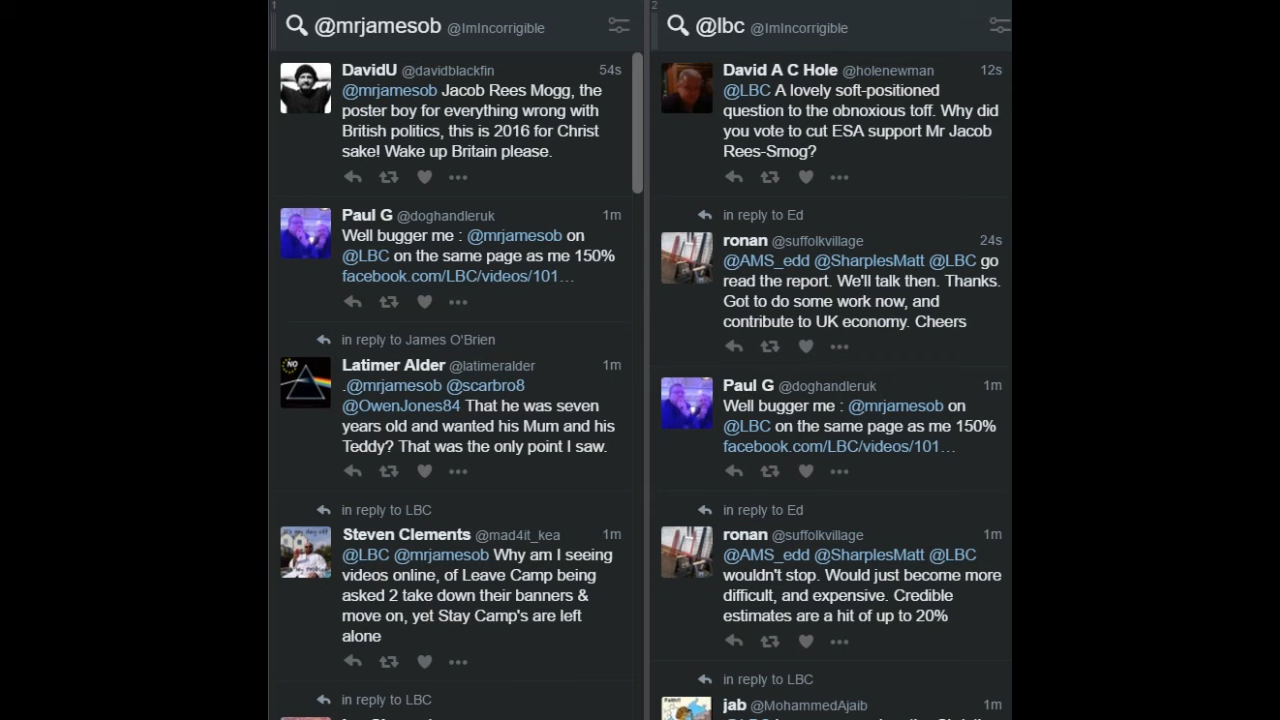 1
@mrjamesob @ImIncorrigible
DavidU @davidblackfin 54s
@mrjamesob Jacob Rees Mogg, the
poster boy for everything wrong with
British politics, this is 2016 for Christ
sake! Wake up Britain please.
Paul G @doghandleruk 1m
Well bugger me : @mrjamesob on
@LBC on the same page as me 150%
facebook.com/LBC/videos/101…
in reply to James O'Brien
Latimer Alder @latimeralder 1m
.@mrjamesob @scarbro8
@OwenJones84 That he was seven
years old and wanted his Mum and his
Teddy? That was the only point I saw.
in reply to LBC
Steven Clements @mad4it_kea 1m
@LBC @mrjamesob Why am I seeing
videos online, of Leave Camp being
asked 2 take down their banners &
move on, yet Stay Camp's are left
alone
in reply to LBC
2
@lbc @ImIncorrigible
David A C Hole @holenewman 12s
@LBC A lovely soft-positioned
question to the obnoxious toff. Why did
you vote to cut ESA support Mr Jacob
Rees-Smog?
in reply to Ed
ronan @suffolkvillage 24s
@AMS_edd @SharplesMatt @LBC go
read the report. We'll talk then. Thanks.
Got to do some work now, and
contribute to UK economy. Cheers
Paul G @doghandleruk 1m
Well bugger me : @mrjamesob on
@LBC on the same page as me 150%
facebook.com/LBC/videos/101…
in reply to Ed
ronan @suffolkvillage 1m
@AMS_edd @SharplesMatt @LBC
wouldn't stop. Would just become more
difficult, and expensive. Credible
estimates are a hit of up to 20%
in reply to LBC
jab @MohammedAjaib 1m